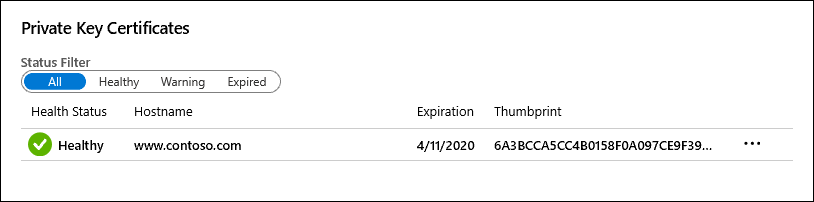 Private Key Certificates
Status Filter
All Healthy Warning Expired
Health Status Hostname Expiration Thumbprint
Healthy www.contoso.com 4/11/2020 6A3BCCA5CC4B0158F0A097CE9F39...